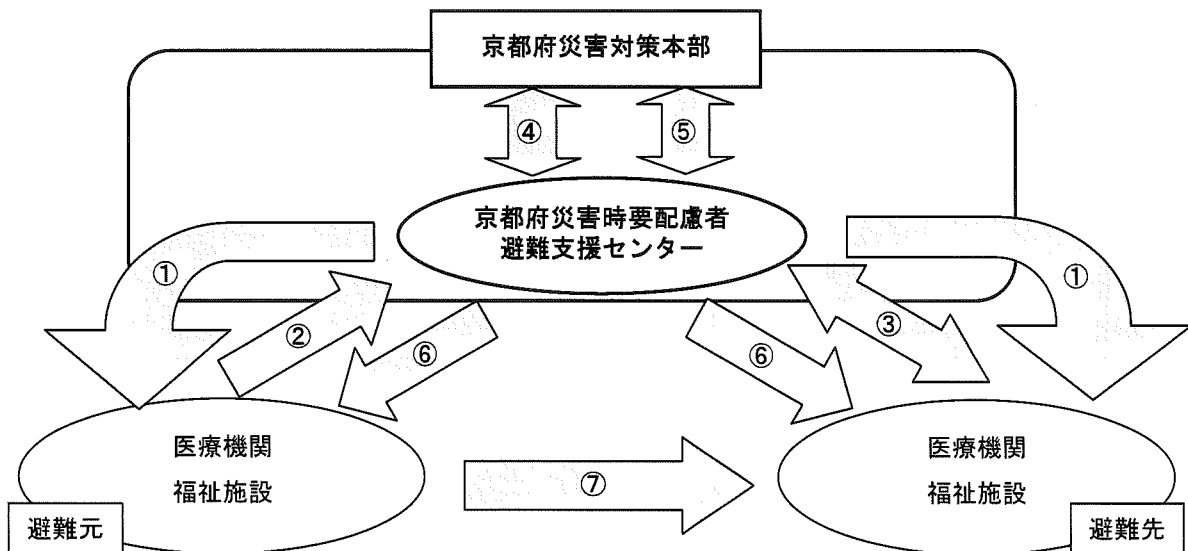 京都府災害対策本部
④
⑤
京都府災害時要配慮者
避難支援センター
①
①
②
⑥
⑥
③
医療機関
福祉施設
医療機関
福祉施設
⑦
避難元
避難先